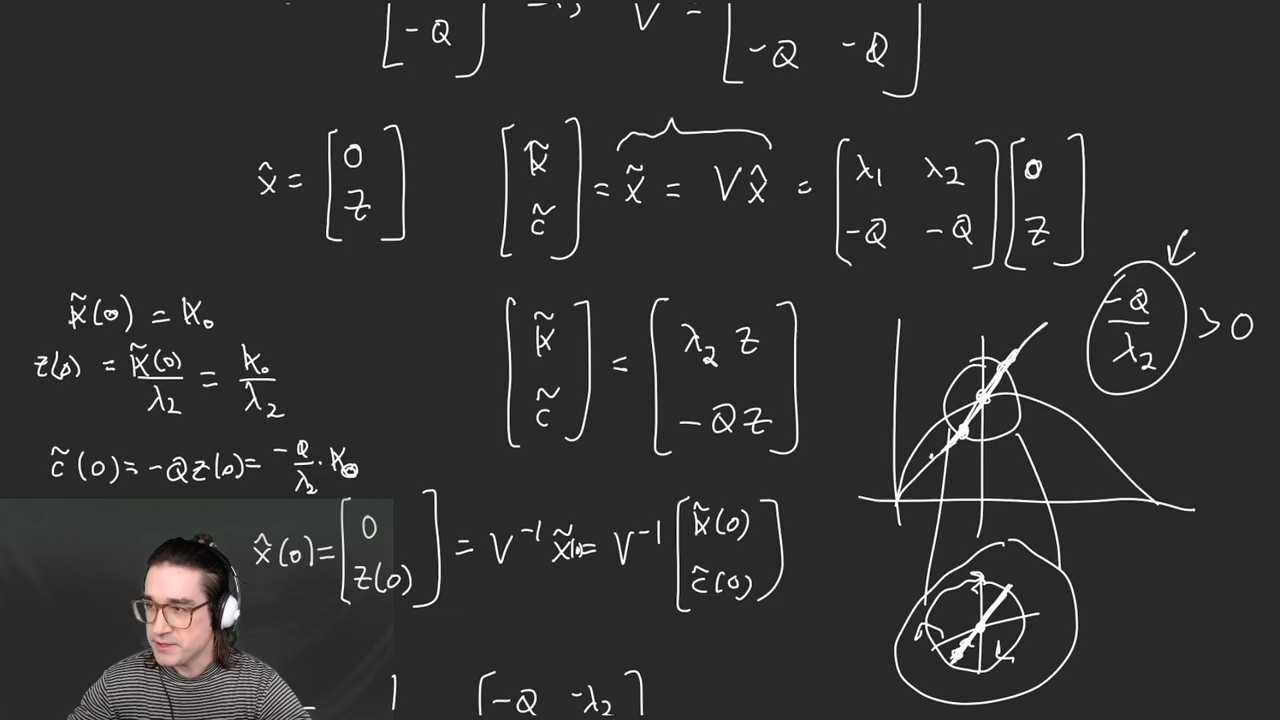 [ -Q ] V = [ -Q -Q ]
x̂ = [ 0 ; z ] [ k̃ ; c̃ ] = x̃ = V x̂ = [ λ₁ λ₂ ; -Q -Q ] [ 0 ; z ]
k̃(0) = k₀
z(0) = k̃(0)/λ₂ = k₀/λ₂
c̃(0) = -Q z(0) = -Q/λ₂ · k₀
[ k̃ ; c̃ ] = [ λ₂ z ; -Q z ]
-Q/λ₂ > 0
x̂(0) = [ 0 ; z(0) ] = V⁻¹ x̃(0) = V⁻¹ [ k̃(0) ; c̃(0) ]
[ -Q -λ₂ ]